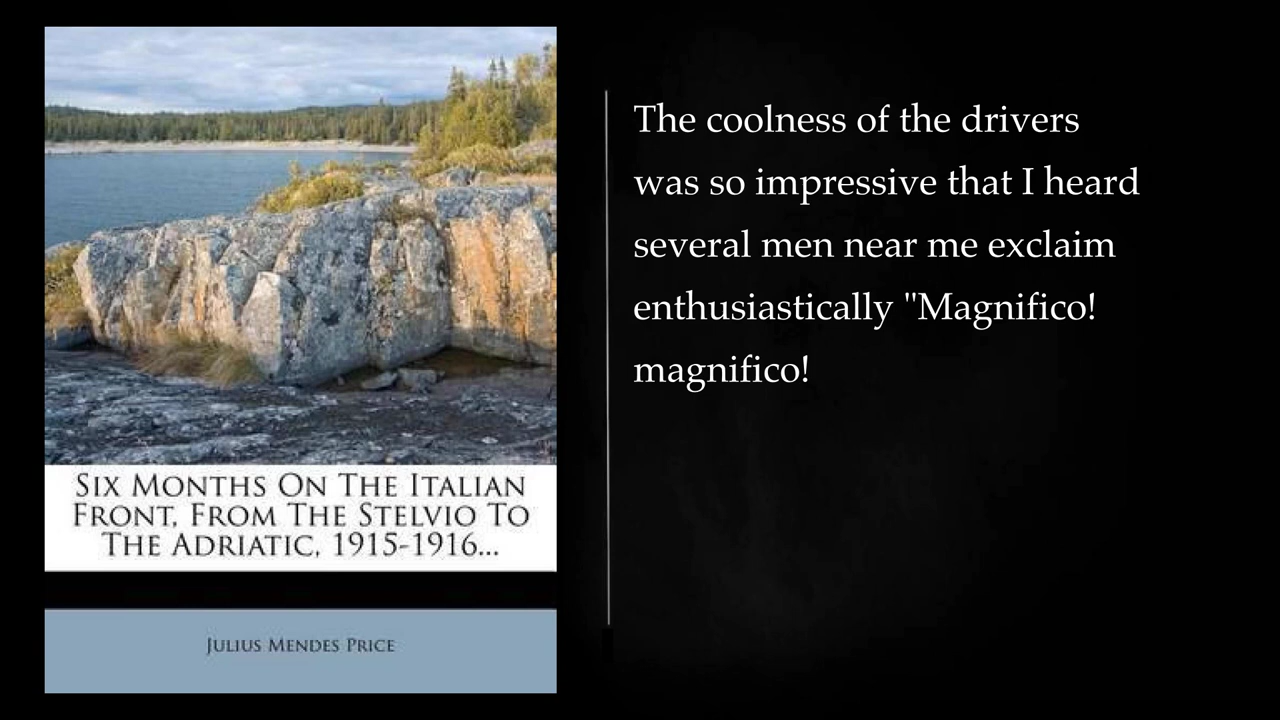 Six Months On The Italian
Front, From The Stelvio To
The Adriatic, 1915-1916...
Julius Mendes Price
The coolness of the drivers
was so impressive that I heard
several men near me exclaim
enthusiastically "Magnifico!
magnifico!